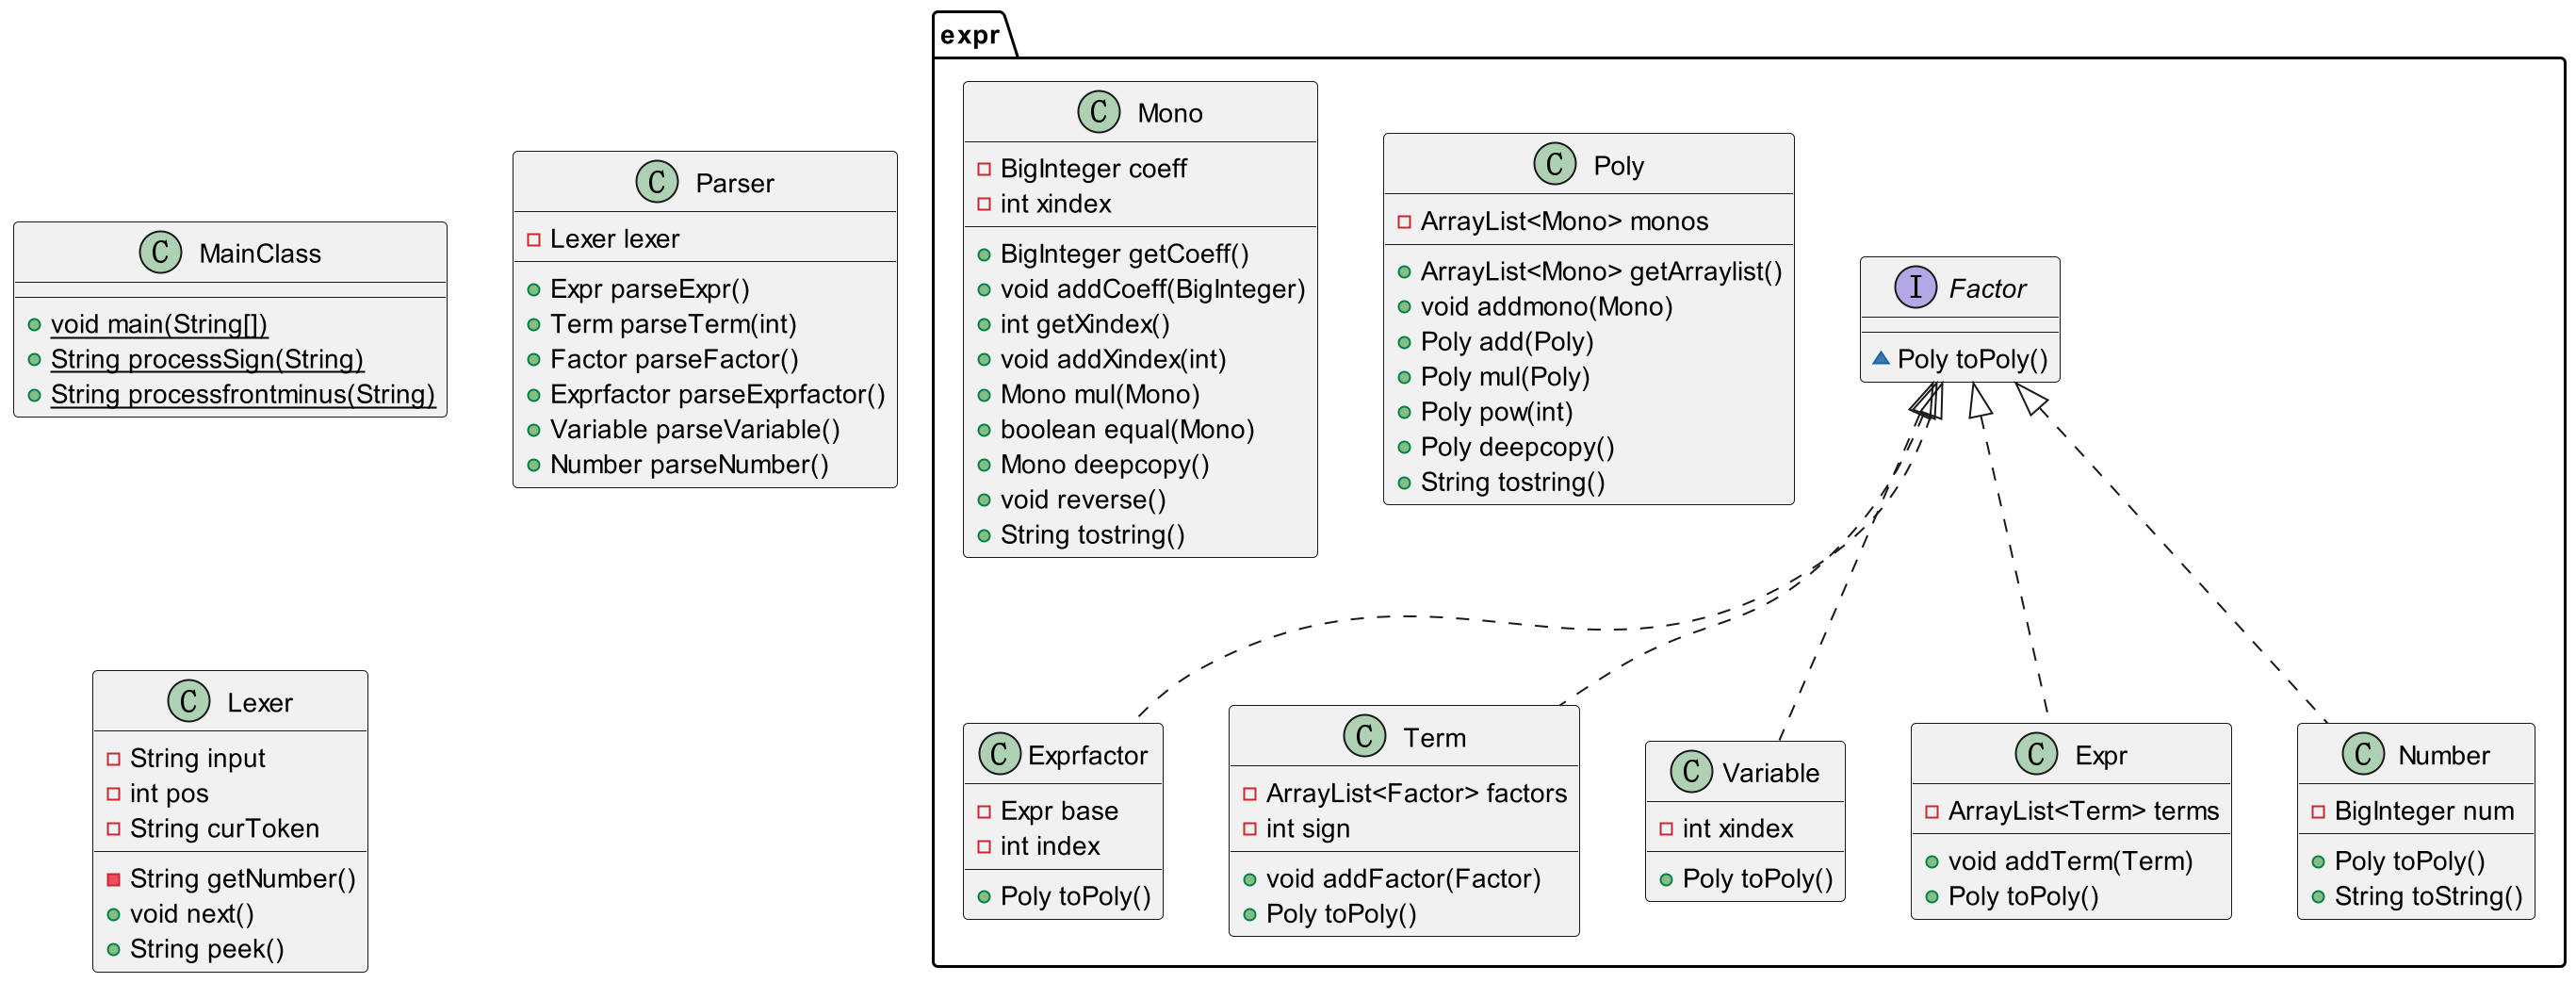 expr
C Mono
BigInteger coeff
int xindex
BigInteger getCoeff()
void addCoeff(BigInteger)
int getXindex()
void addXindex(int)
Mono mul(Mono)
boolean equal(Mono)
Mono deepcopy()
void reverse()
String tostring()
C Poly
ArrayList<Mono> monos
ArrayList<Mono> getArraylist()
void addmono(Mono)
Poly add(Poly)
Poly mul(Poly)
Poly pow(int)
Poly deepcopy()
String tostring()
I Factor
Poly toPoly()
C Parser
Lexer lexer
Expr parseExpr()
Term parseTerm(int)
Factor parseFactor()
Exprfactor parseExprfactor()
Variable parseVariable()
Number parseNumber()
C MainClass
void main(String[])
String processSign(String)
String processfrontminus(String)
C Lexer
String input
int pos
String curToken
String getNumber()
void next()
String peek()
C Exprfactor
Expr base
int index
Poly toPoly()
C Term
ArrayList<Factor> factors
int sign
void addFactor(Factor)
Poly toPoly()
C Variable
int xindex
Poly toPoly()
C Expr
ArrayList<Term> terms
void addTerm(Term)
Poly toPoly()
C Number
BigInteger num
Poly toPoly()
String toString()